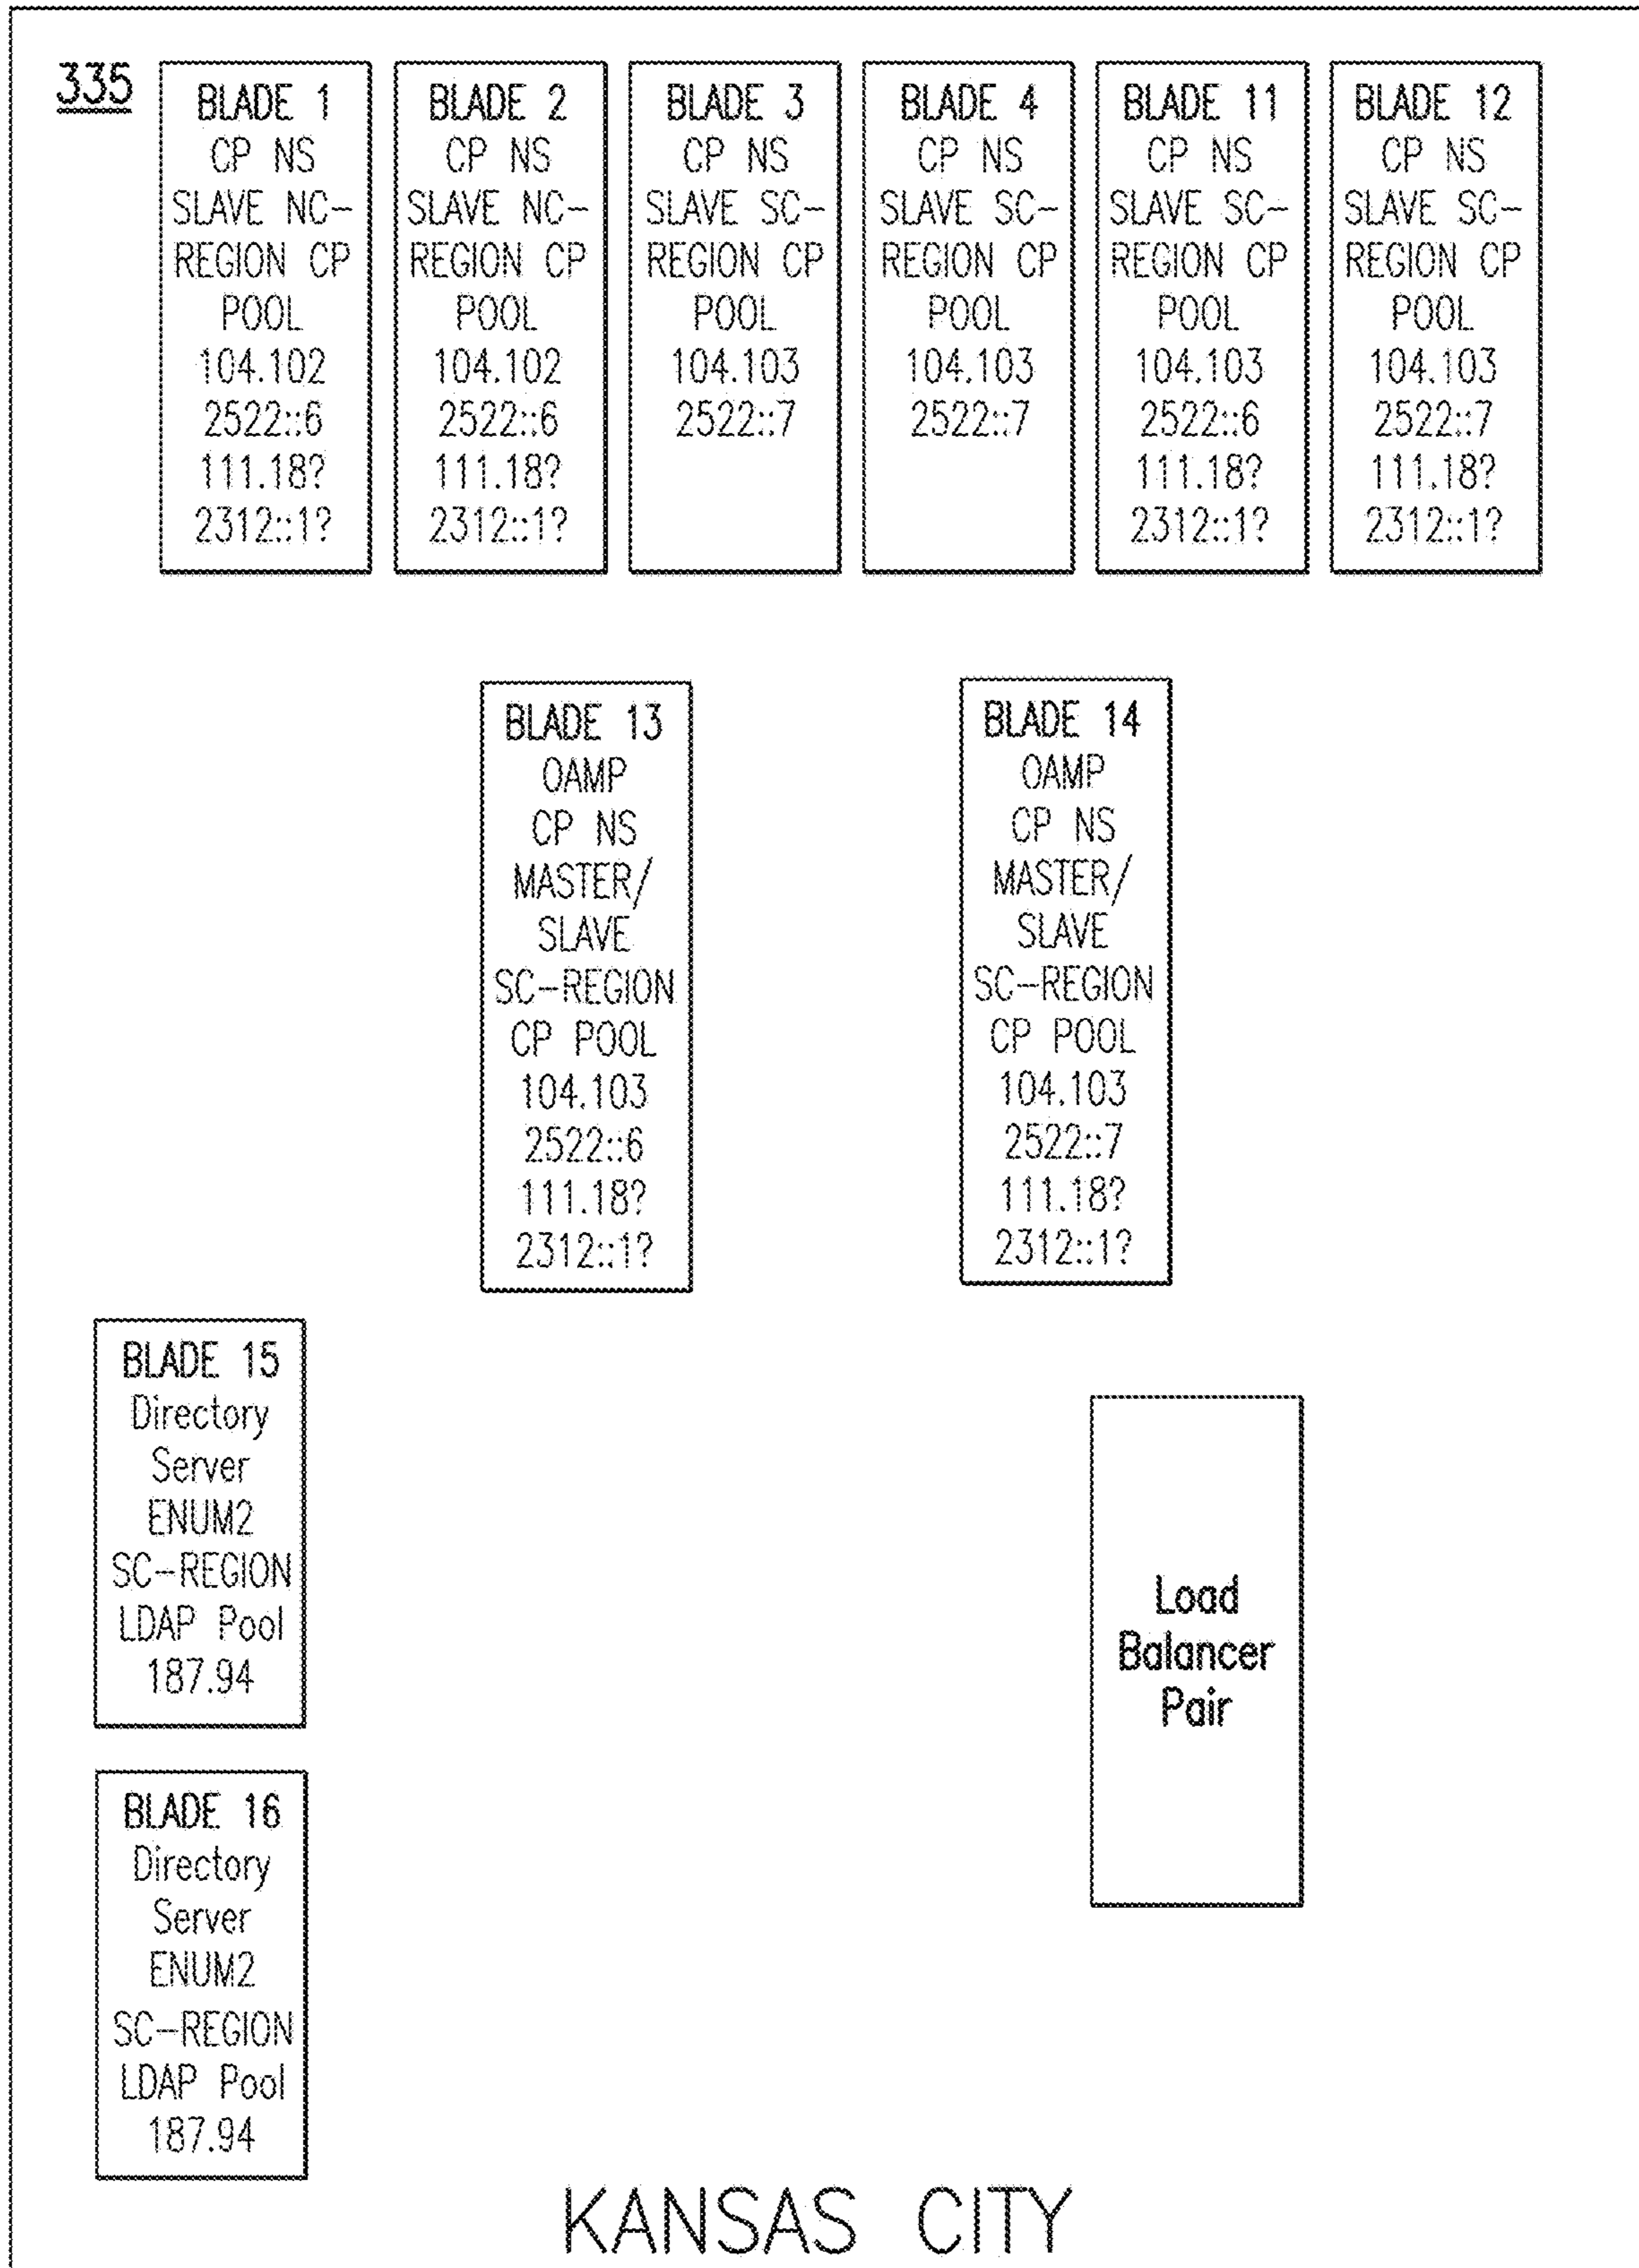 335
BLADE 1
CP NS
SLAVE NC-
REGION CP
POOL
104.102
2522::6
111.18?
2312::1?
BLADE 2
CP NS
SLAVE NC-
REGION CP
POOL
104.102
2522::6
111.18?
2312::1?
BLADE 3
CP NS
SLAVE SC-
REGION CP
POOL
104.103
2522::7
BLADE 4
CP NS
SLAVE SC-
REGION CP
POOL
104.103
2522::7
BLADE 11
CP NS
SLAVE SC-
REGION CP
POOL
104.103
2522::6
111.18?
2312::1?
BLADE 12
CP NS
SLAVE SC-
REGION CP
POOL
104.103
2522::7
111.18?
2312::1?
BLADE 13
OAMP
CP NS
MASTER/
SLAVE
SC-REGION
CP POOL
104.103
2522::6
111.18?
2312::1?
BLADE 14
OAMP
CP NS
MASTER/
SLAVE
SC-REGION
CP POOL
104.103
2522::7
111.18?
2312::1?
BLADE 15
Directory
Server
ENUM2
SC-REGION
LDAP Pool
187.94
Load
Balancer
Pair
BLADE 16
Directory
Server
ENUM2
SC-REGION
LDAP Pool
187.94
KANSAS CITY